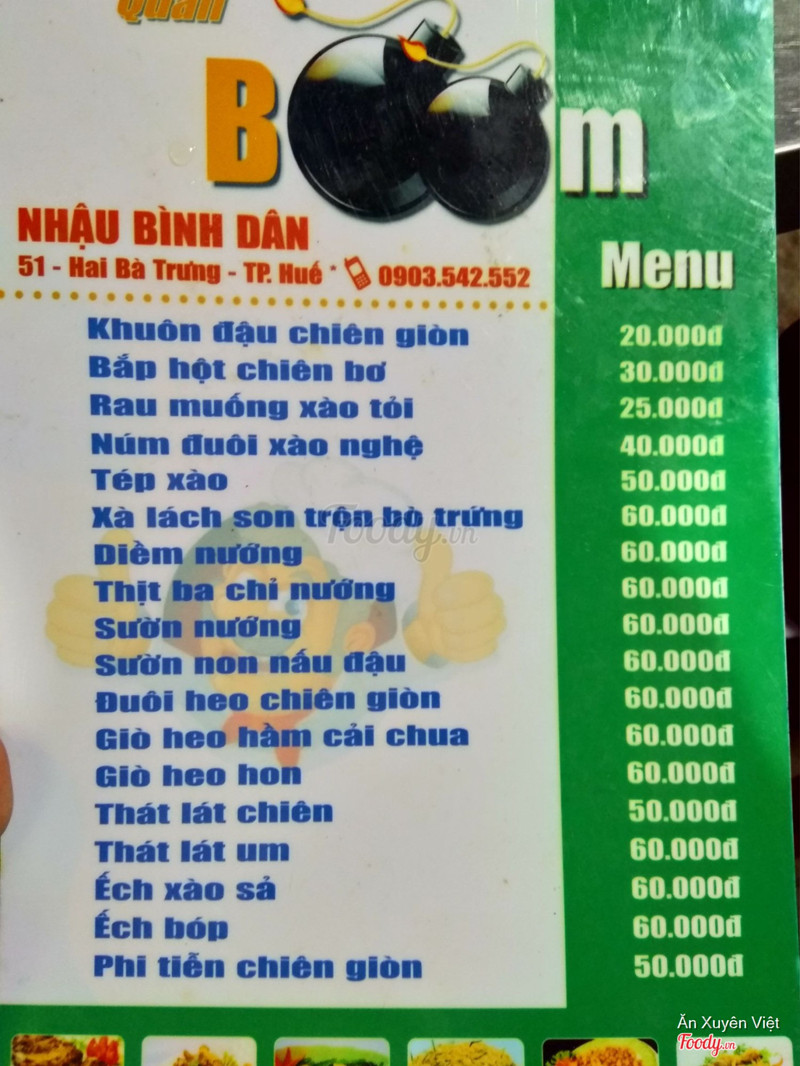 Quán
Boom
NHẬU BÌNH DÂN
51 - Hai Bà Trưng - TP. Huế * 0903.542.552
Menu
Khuôn đậu chiên giòn 20.000đ
Bắp hột chiên bơ 30.000đ
Rau muống xào tỏi 25.000đ
Núm đuôi xào nghệ 40.000đ
Tép xào 50.000đ
Xà lách son trộn bò trứng 60.000đ
Diềm nướng 60.000đ
Thịt ba chỉ nướng 60.000đ
Sườn nướng 60.000đ
Sườn non nấu đậu 60.000đ
Đuôi heo chiên giòn 60.000đ
Giò heo hầm cải chua 60.000đ
Giò heo hon 60.000đ
Thát lát chiên 50.000đ
Thát lát um 60.000đ
Ếch xào sả 60.000đ
Ếch bóp 60.000đ
Phi tiễn chiên giòn 50.000đ
Foody.vn
Ăn Xuyên Việt
Foody.vn